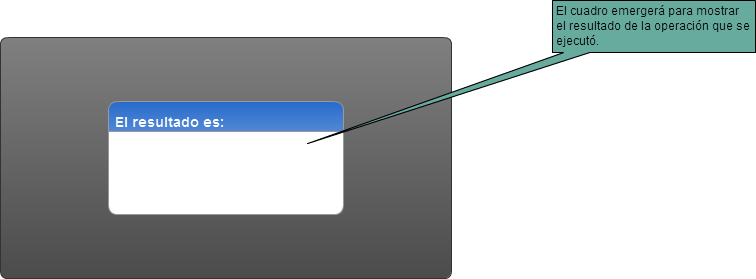 El cuadro emergerá para mostrar
el resultado de la operación que se
ejecutó.
El resultado es: